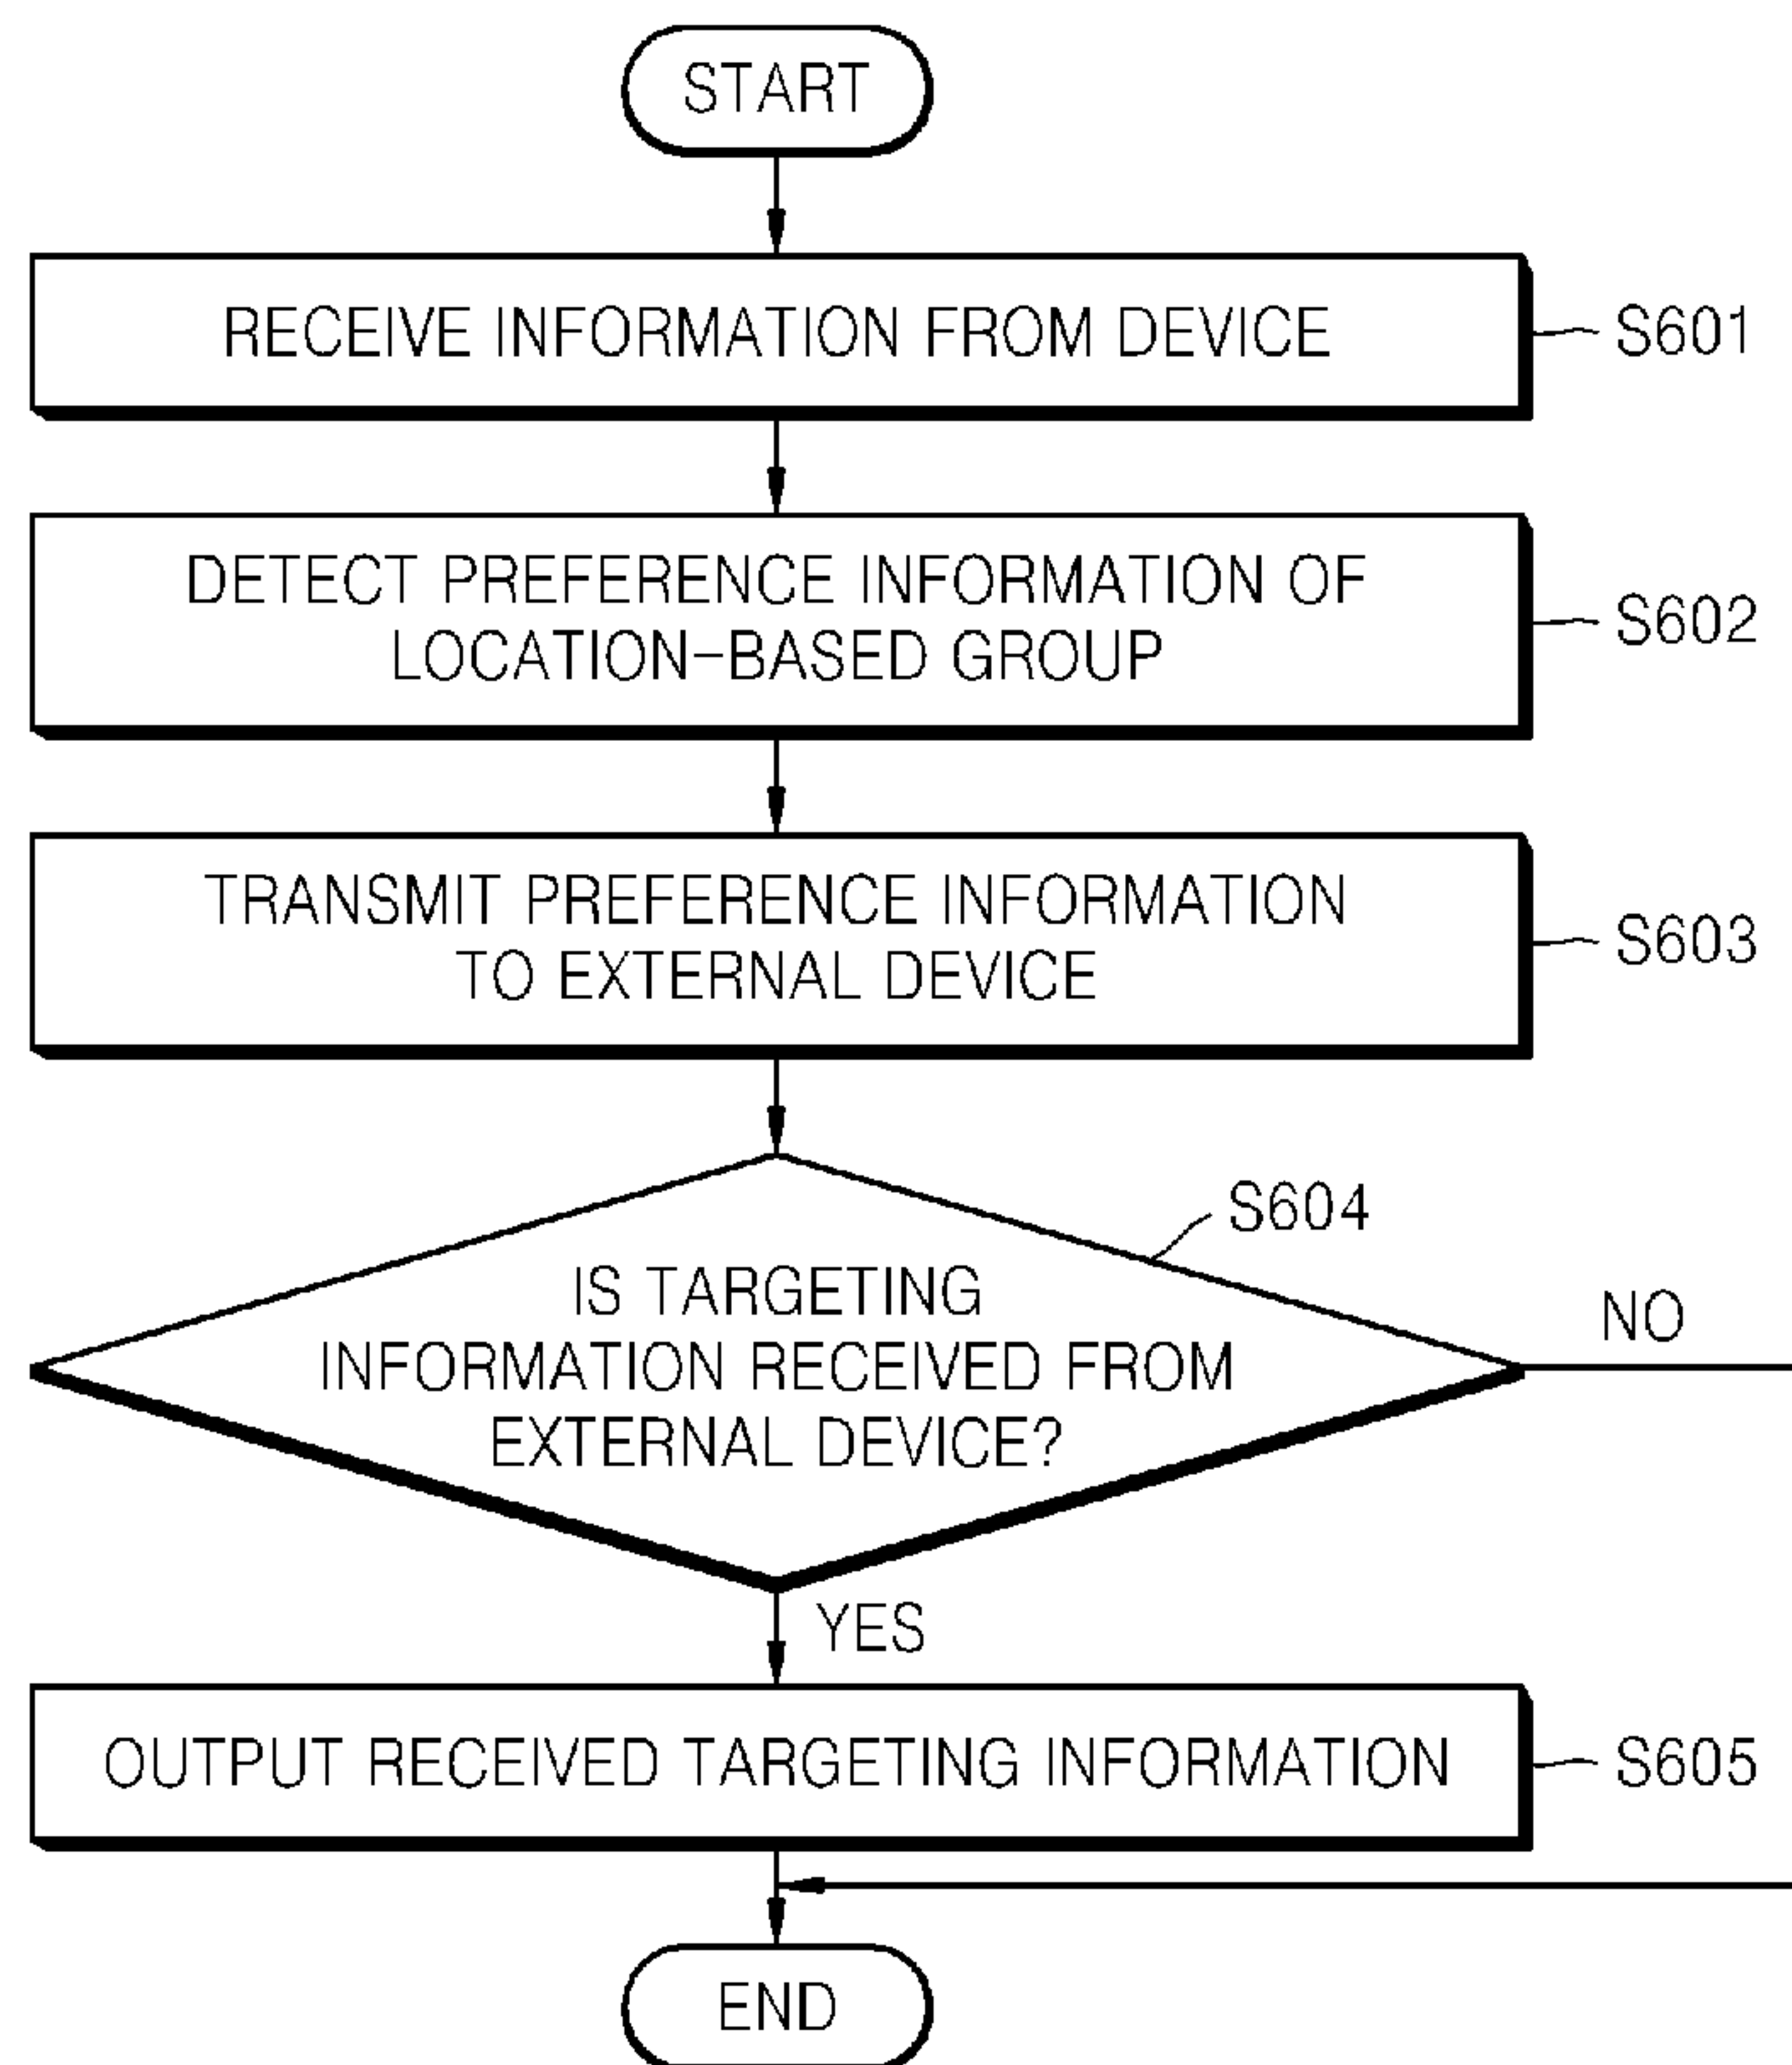 START
RECEIVE INFORMATION FROM DEVICE
S601
DETECT PREFERENCE INFORMATION OF
LOCATION-BASED GROUP
S602
TRANSMIT PREFERENCE INFORMATION
TO EXTERNAL DEVICE
S603
S604
IS TARGETING
INFORMATION RECEIVED FROM
EXTERNAL DEVICE?
NO
YES
OUTPUT RECEIVED TARGETING INFORMATION
S605
END